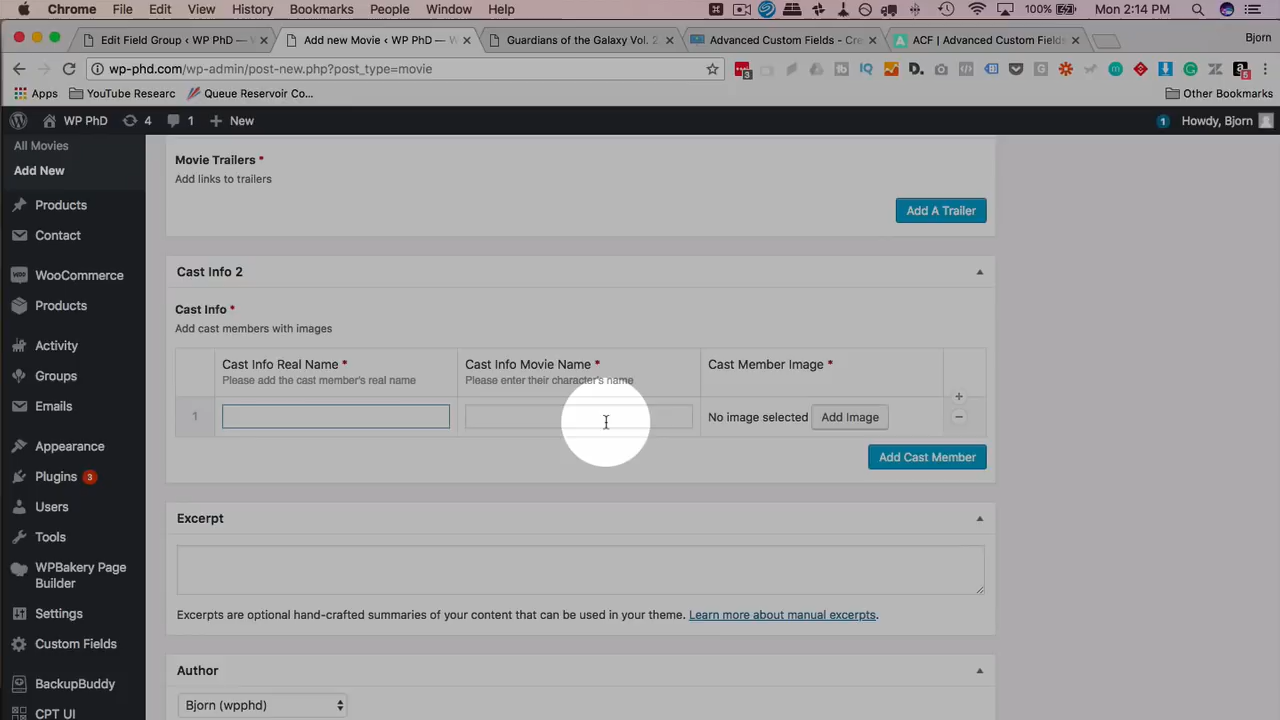 Chrome File Edit View History Bookmarks People Window Help 100% Mon 2:14 PM
Edit Field Group < WP PhD — Add new Movie < WP PhD — W Guardians of the Galaxy Vol. 2 Advanced Custom Fields - Cre ACF | Advanced Custom Fields Bjorn
wp-phd.com/wp-admin/post-new.php?post_type=movie
Apps YouTube Researc Queue Reservoir Co... Other Bookmarks
WP PhD 4 1 New 1 Howdy, Bjorn
All Movies
Add New
Products
Contact
WooCommerce
Products
Activity
Groups
Emails
Appearance
Plugins 3
Users
Tools
WPBakery Page
Builder
Settings
Custom Fields
BackupBuddy
CPT UI
Movie Trailers *
Add links to trailers
Add A Trailer
Cast Info 2
Cast Info *
Add cast members with images
Cast Info Real Name * Cast Info Movie Name * Cast Member Image *
Please add the cast member's real name Please enter their character's name
1 No image selected Add Image
Add Cast Member
Excerpt
Excerpts are optional hand-crafted summaries of your content that can be used in your theme. Learn more about manual excerpts.
Author
Bjorn (wpphd)